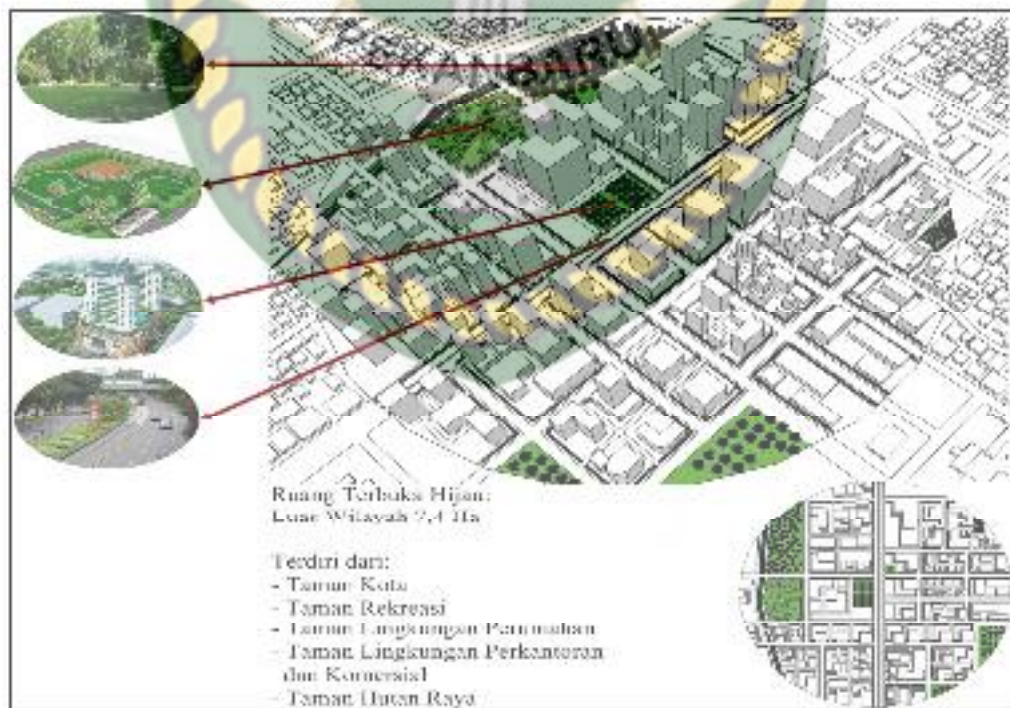 PEKANBARU
Ruang Terbuka Hijau:
Luas Wilayah 7,4 Ha
Terdiri dari:
- Taman Kota
- Taman Rekreasi
- Taman Lingkungan Perumahan
- Taman Lingkungan Perkantoran
dan Komersial
- Taman Hutan Raya